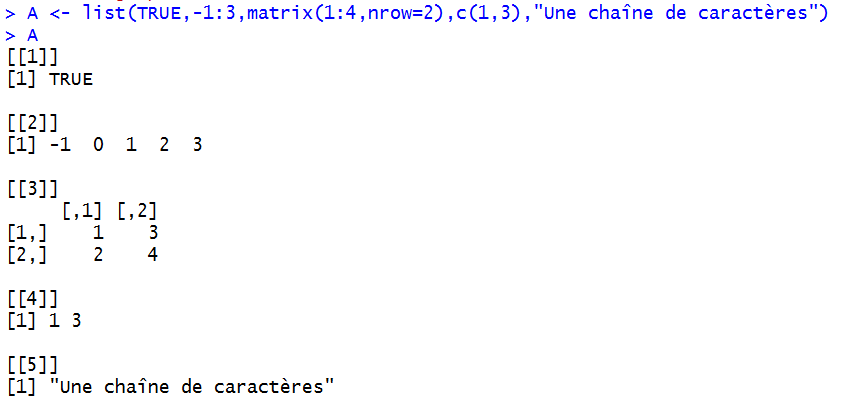 > A <- list(TRUE,-1:3,matrix(1:4,nrow=2),c(1,3),"Une chaîne de caractères")
> A
[[1]]
[1] TRUE
[[2]]
[1] -1  0  1  2  3
[[3]]
     [,1] [,2]
[1,]    1    3
[2,]    2    4
[[4]]
[1] 1 3
[[5]]
[1] "Une chaîne de caractères"